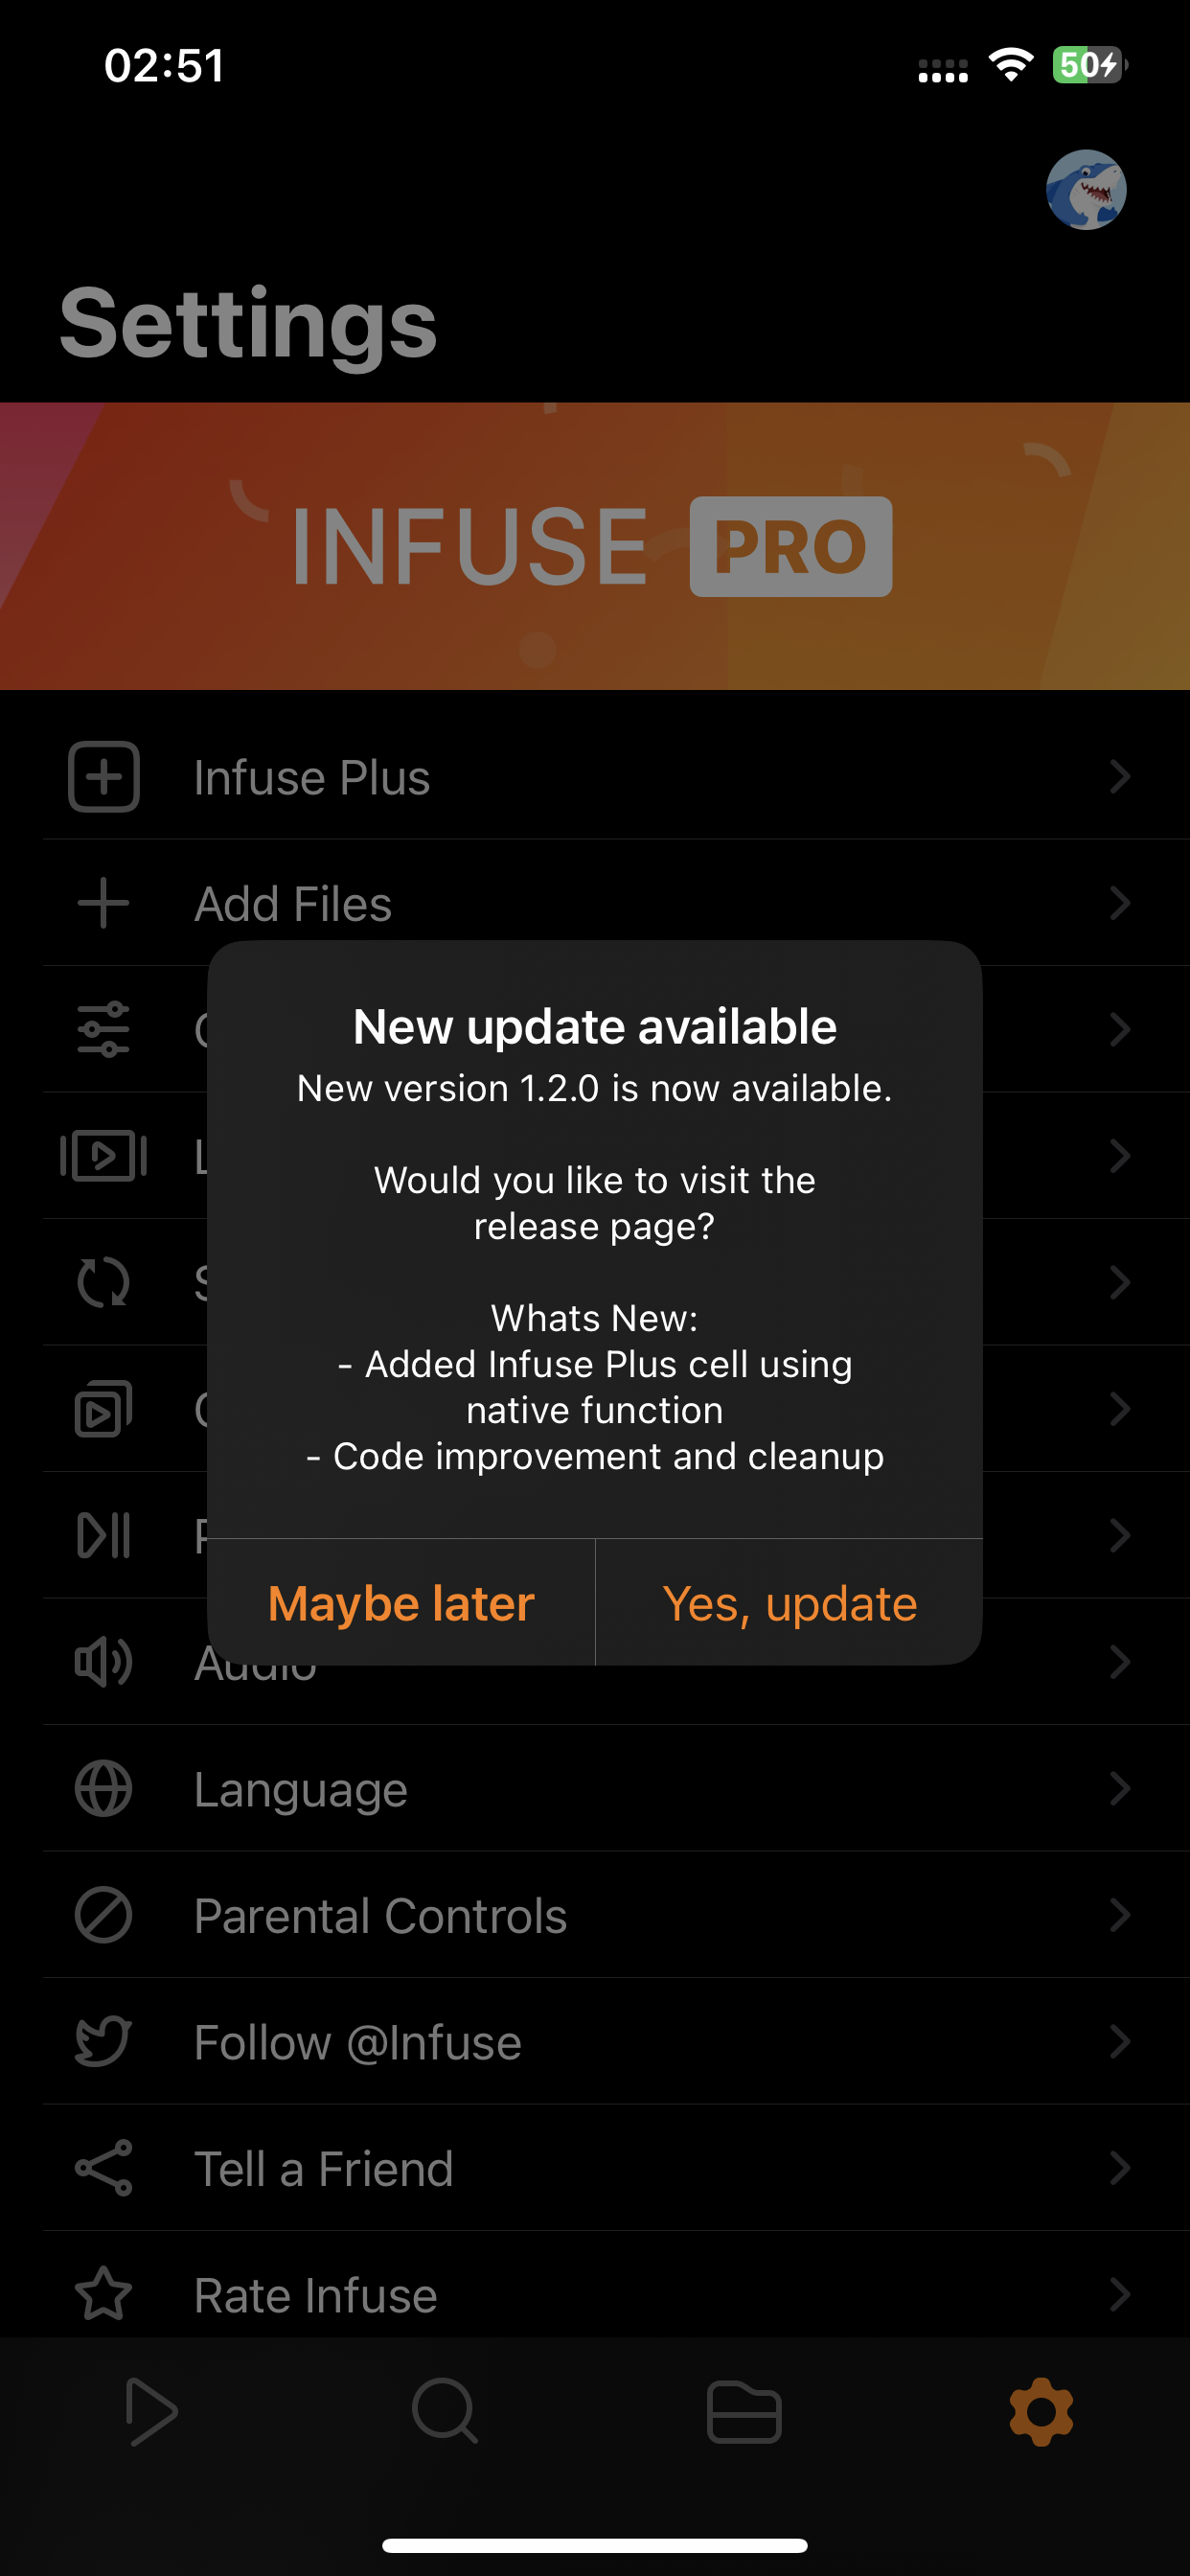 02:51
50
Settings
INFUSE PRO
Infuse Plus
Add Files
New update available
New version 1.2.0 is now available.
Would you like to visit the
release page?
Whats New:
- Added Infuse Plus cell using
native function
- Code improvement and cleanup
Maybe later
Yes, update
Audio
Language
Parental Controls
Follow @Infuse
Tell a Friend
Rate Infuse